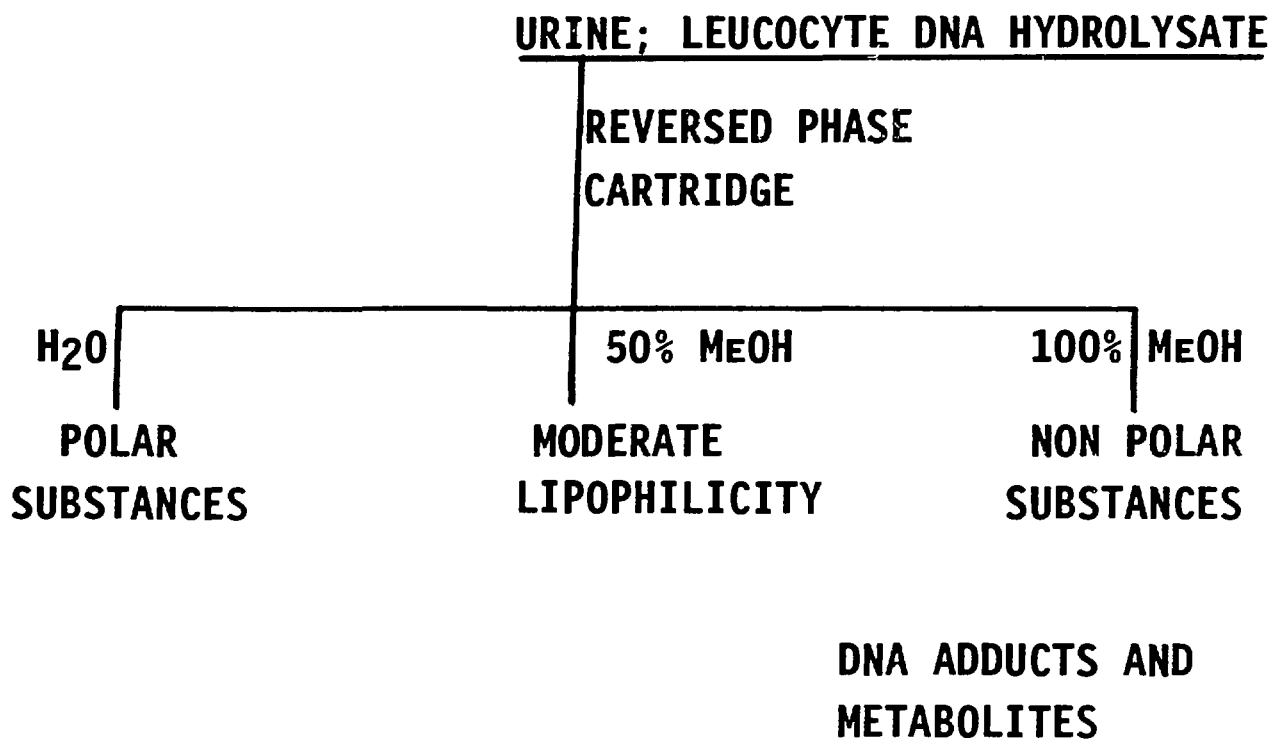 URINE; LEUCOCYTE DNA HYDROLYSATE
REVERSED PHASE
CARTRIDGE
H2O
50% MEOH
100% MEOH
POLAR
SUBSTANCES
MODERATE
LIPOPHILICITY
NON POLAR
SUBSTANCES
DNA ADDUCTS AND
METABOLITES